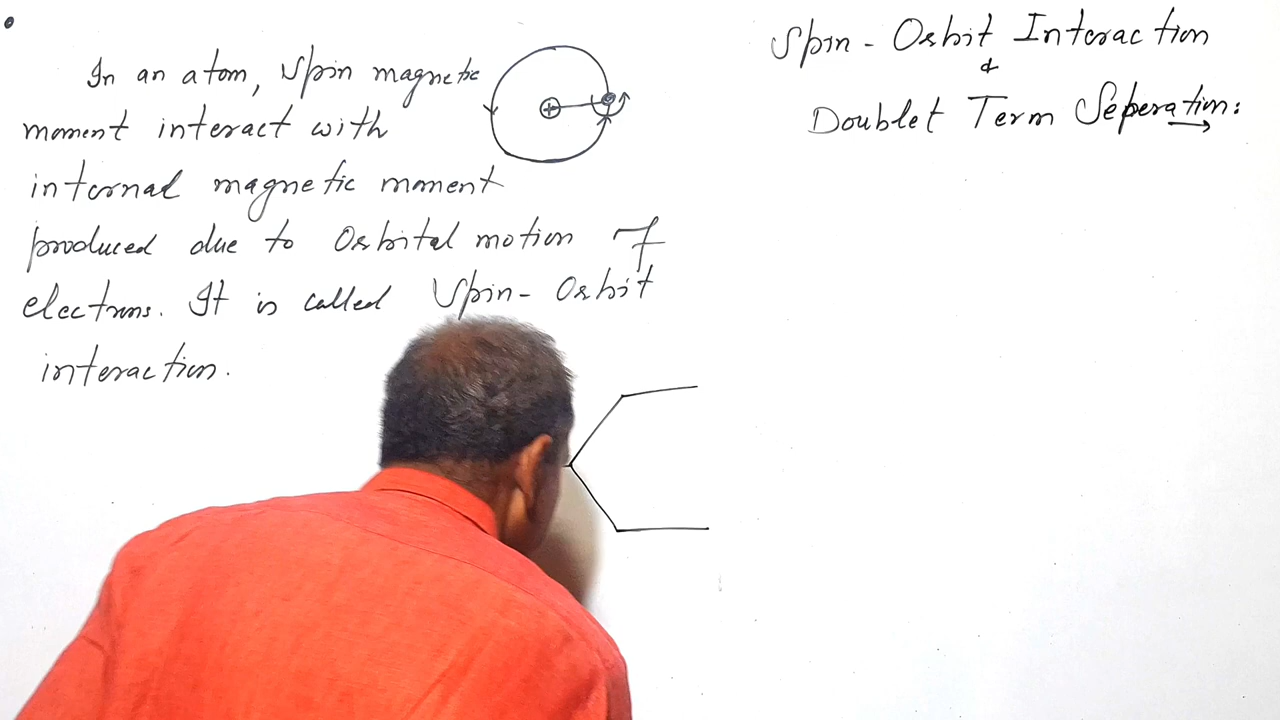 Spin - Orbit Interaction
&
Doublet Term Seperation:
In an atom, Spin magnetic
moment interact with
internal magnetic moment
produced due to Orbital motion of
electrons. It is called Spin - Orbit
interaction.
+